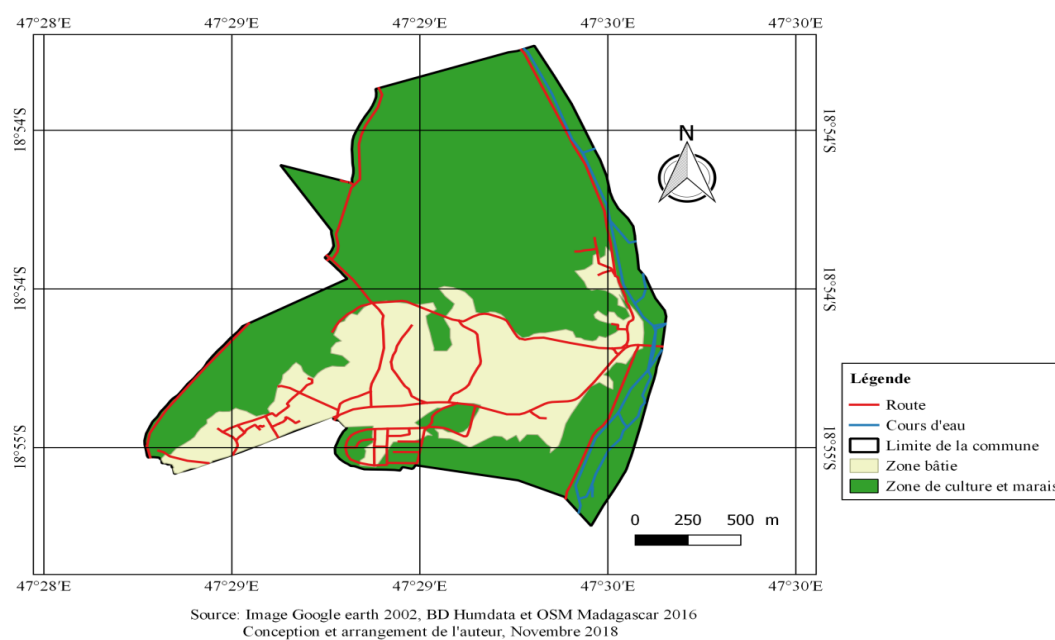 47°28'E 47°29'E 47°29'E 47°30'E 47°30'E
18°54'S 18°54'S
N
18°54'S 18°54'S
18°55'S 18°55'S
Légende
Route
Cours d'eau
Limite de la commune
Zone bâtie
Zone de culture et marais
0 250 500 m
47°28'E 47°29'E 47°29'E 47°30'E 47°30'E
Source: Image Google earth 2002, BD Humdata et OSM Madagascar 2016
Conception et arrangement de l'auteur, Novembre 2018